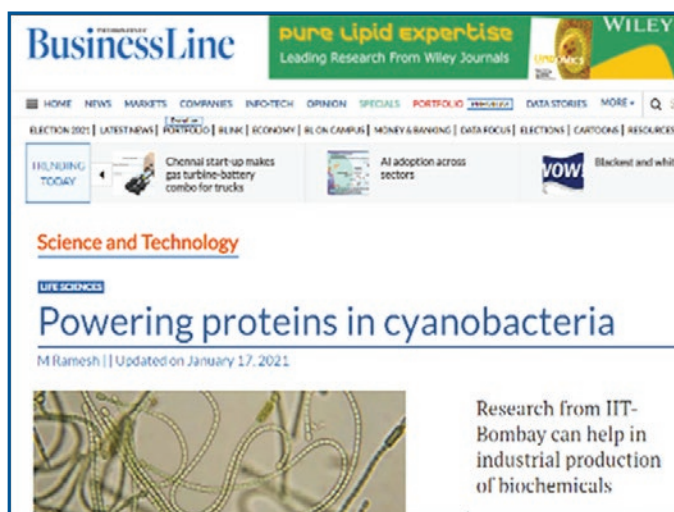 BusinessLine
pure Lipid Expertise
Leading Research From Wiley Journals
WILEY
HOME NEWS MARKETS COMPANIES INFO-TECH OPINION SPECIALS PORTFOLIO DATA STORIES MORE
ELECTION 2021 | LATEST NEWS | PORTFOLIO | BLINK | ECONOMY | BL ON CAMPUS | MONEY & BANKING | DATA FOCUS | ELECTIONS | CARTOONS | RESOURCES
TRENDING
TODAY
Chennai start-up makes
gas turbine-battery
combo for trucks
AI adoption across
sectors
VOW!
Blackest and whit
Science and Technology
LIFE SCIENCES
Powering proteins in cyanobacteria
M Ramesh | | Updated on January 17, 2021
Research from IIT-
Bombay can help in
industrial production
of biochemicals